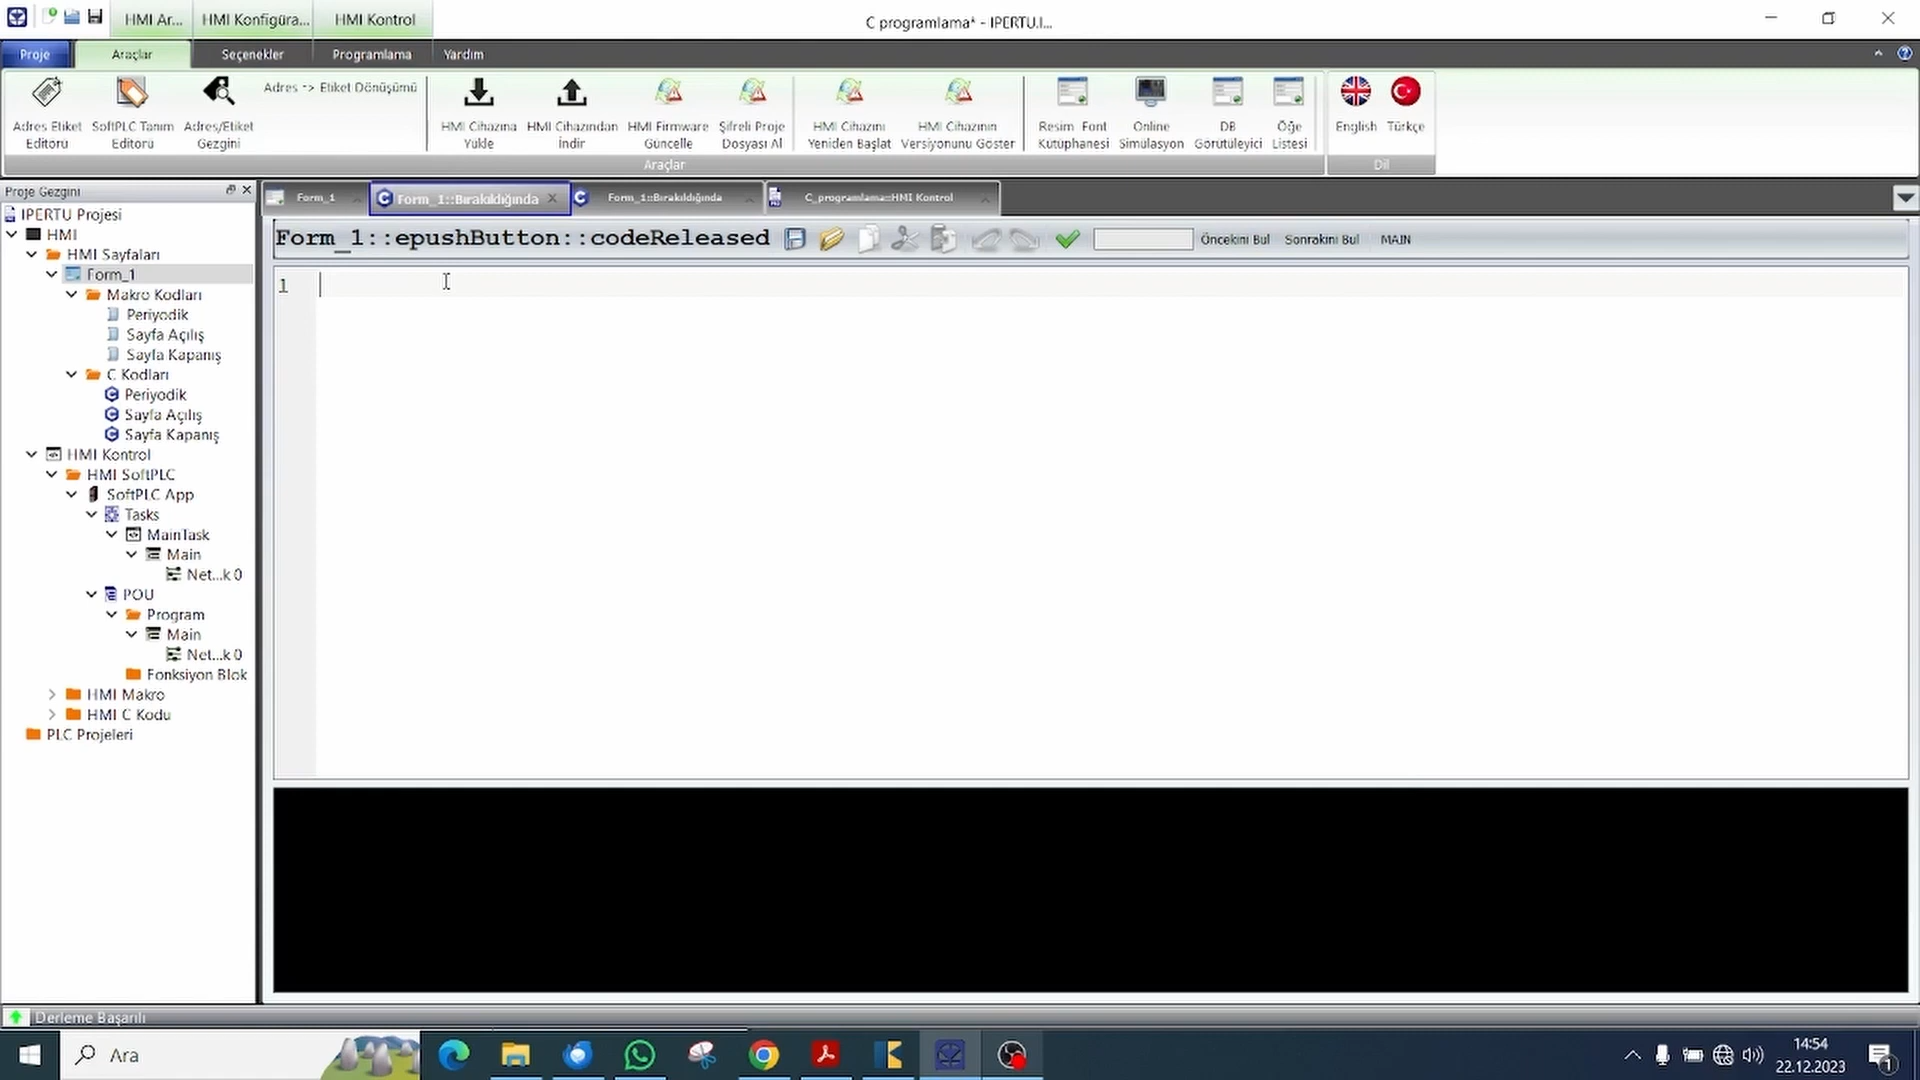 HMI Ar...
HMI Konfigüra...
HMI Kontrol
C programlama* - IPERTU.I...
Proje
Araçlar
Seçenekler
Programlama
Yardım
Adres Etiket
Editörü
SoftPLC Tanım
Editörü
Adres/Etiket
Gezgini
Adres -> Etiket Dönüşümü
HMI Cihazına
Yükle
HMI Cihazından
İndir
HMI Firmware
Güncelle
Şifreli Proje
Dosyası Al
HMI Cihazını
Yeniden Başlat
HMI Cihazının
Versiyonunu Göster
Resim Font
Kütüphanesi
Online
Simülasyon
DB
Görütüleyici
Öğe
Listesi
English
Türkçe
Araçlar
Dil
Proje Gezgini
Form_1
Form_1::Bırakıldığında
Form_1::Bırakıldığında
C_programlama::HMI Kontrol
IPERTU Projesi
HMI
HMI Sayfaları
Form_1
Makro Kodları
Periyodik
Sayfa Açılış
Sayfa Kapanış
C Kodları
Periyodik
Sayfa Açılış
Sayfa Kapanış
HMI Kontrol
HMI SoftPLC
SoftPLC App
Tasks
MainTask
Main
Net...k 0
POU
Program
Main
Net...k 0
Fonksiyon Blok
HMI Makro
HMI C Kodu
PLC Projeleri
Form_1::epushButton::codeReleased
Öncekini Bul
Sonrakini Bul
MAIN
1
Derleme Başarılı
Ara
14:54
22.12.2023
1